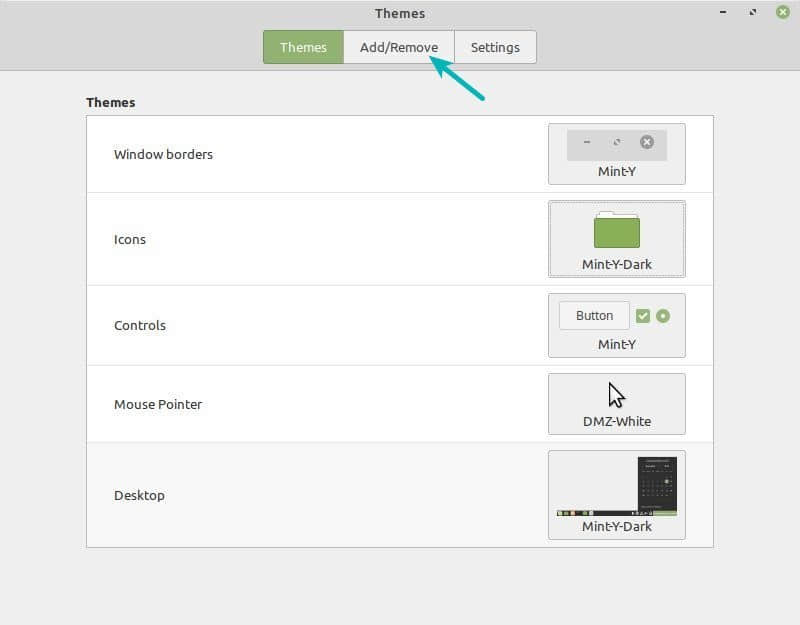 Themes
Themes Add/Remove Settings
Themes
Window borders
Mint-Y
Icons
Mint-Y-Dark
Controls
Button
Mint-Y
Mouse Pointer
DMZ-White
Desktop
Mint-Y-Dark